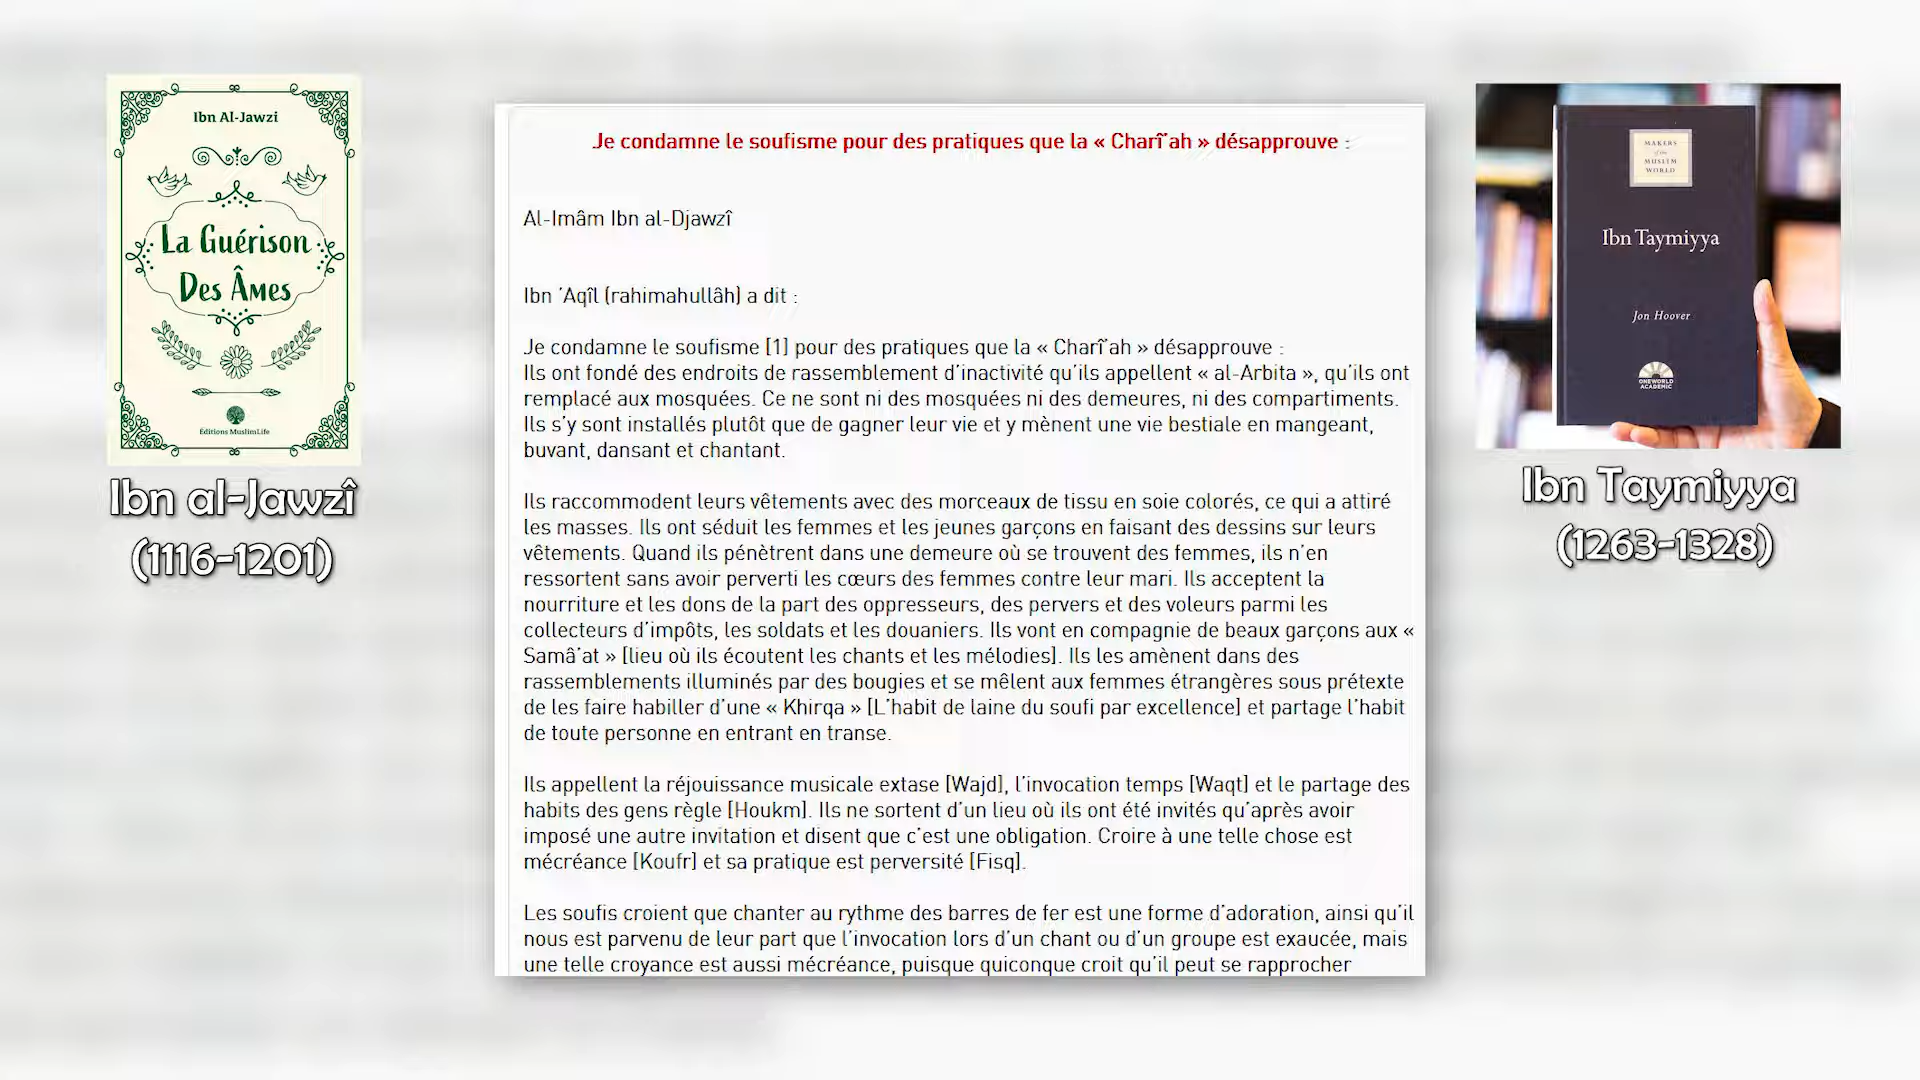 Ibn Al-Jawzi
La Guérison
Des Âmes
Éditions MuslimLife
Ibn al-Jawzî
(1116-1201)
Je condamne le soufisme pour des pratiques que la « Charî’ah » désapprouve :
Al-Imâm Ibn al-Djawzî
Ibn ’Aqîl (rahimahullâh) a dit :
Je condamne le soufisme [1] pour des pratiques que la « Charî’ah » désapprouve :
Ils ont fondé des endroits de rassemblement d’inactivité qu’ils appellent « al-Arbita », qu’ils ont
remplacé aux mosquées. Ce ne sont ni des mosquées ni des demeures, ni des compartiments.
Ils s’y sont installés plutôt que de gagner leur vie et y mènent une vie bestiale en mangeant,
buvant, dansant et chantant.
Ils raccommodent leurs vêtements avec des morceaux de tissu en soie colorés, ce qui a attiré
les masses. Ils ont séduit les femmes et les jeunes garçons en faisant des dessins sur leurs
vêtements. Quand ils pénètrent dans une demeure où se trouvent des femmes, ils n’en
ressortent sans avoir perverti les cœurs des femmes contre leur mari. Ils acceptent la
nourriture et les dons de la part des oppresseurs, des pervers et des voleurs parmi les
collecteurs d’impôts, les soldats et les douaniers. Ils vont en compagnie de beaux garçons aux «
Samâ’at » [lieu où ils écoutent les chants et les mélodies]. Ils les amènent dans des
rassemblements illuminés par des bougies et se mêlent aux femmes étrangères sous prétexte
de les faire habiller d’une « Khirqa » [L’habit de laine du soufi par excellence] et partage l’habit
de toute personne en entrant en transe.
Ils appellent la réjouissance musicale extase [Wajd], l’invocation temps [Waqt] et le partage des
habits des gens règle [Houkm]. Ils ne sortent d’un lieu où ils ont été invités qu’après avoir
imposé une autre invitation et disent que c’est une obligation. Croire à une telle chose est
mécréance [Koufr] et sa pratique est perversité [Fisq].
Les soufis croient que chanter au rythme des barres de fer est une forme d’adoration, ainsi qu’il
nous est parvenu de leur part que l’invocation lors d’un chant ou d’un groupe est exaucée, mais
une telle croyance est aussi mécréance, puisque quiconque croit qu’il peut se rapprocher
MAKERS
of the
MUSLIM
WORLD
Ibn Taymiyya
Jon Hoover
ONEWORLD
ACADEMIC
Ibn Taymiyya
(1263-1328)